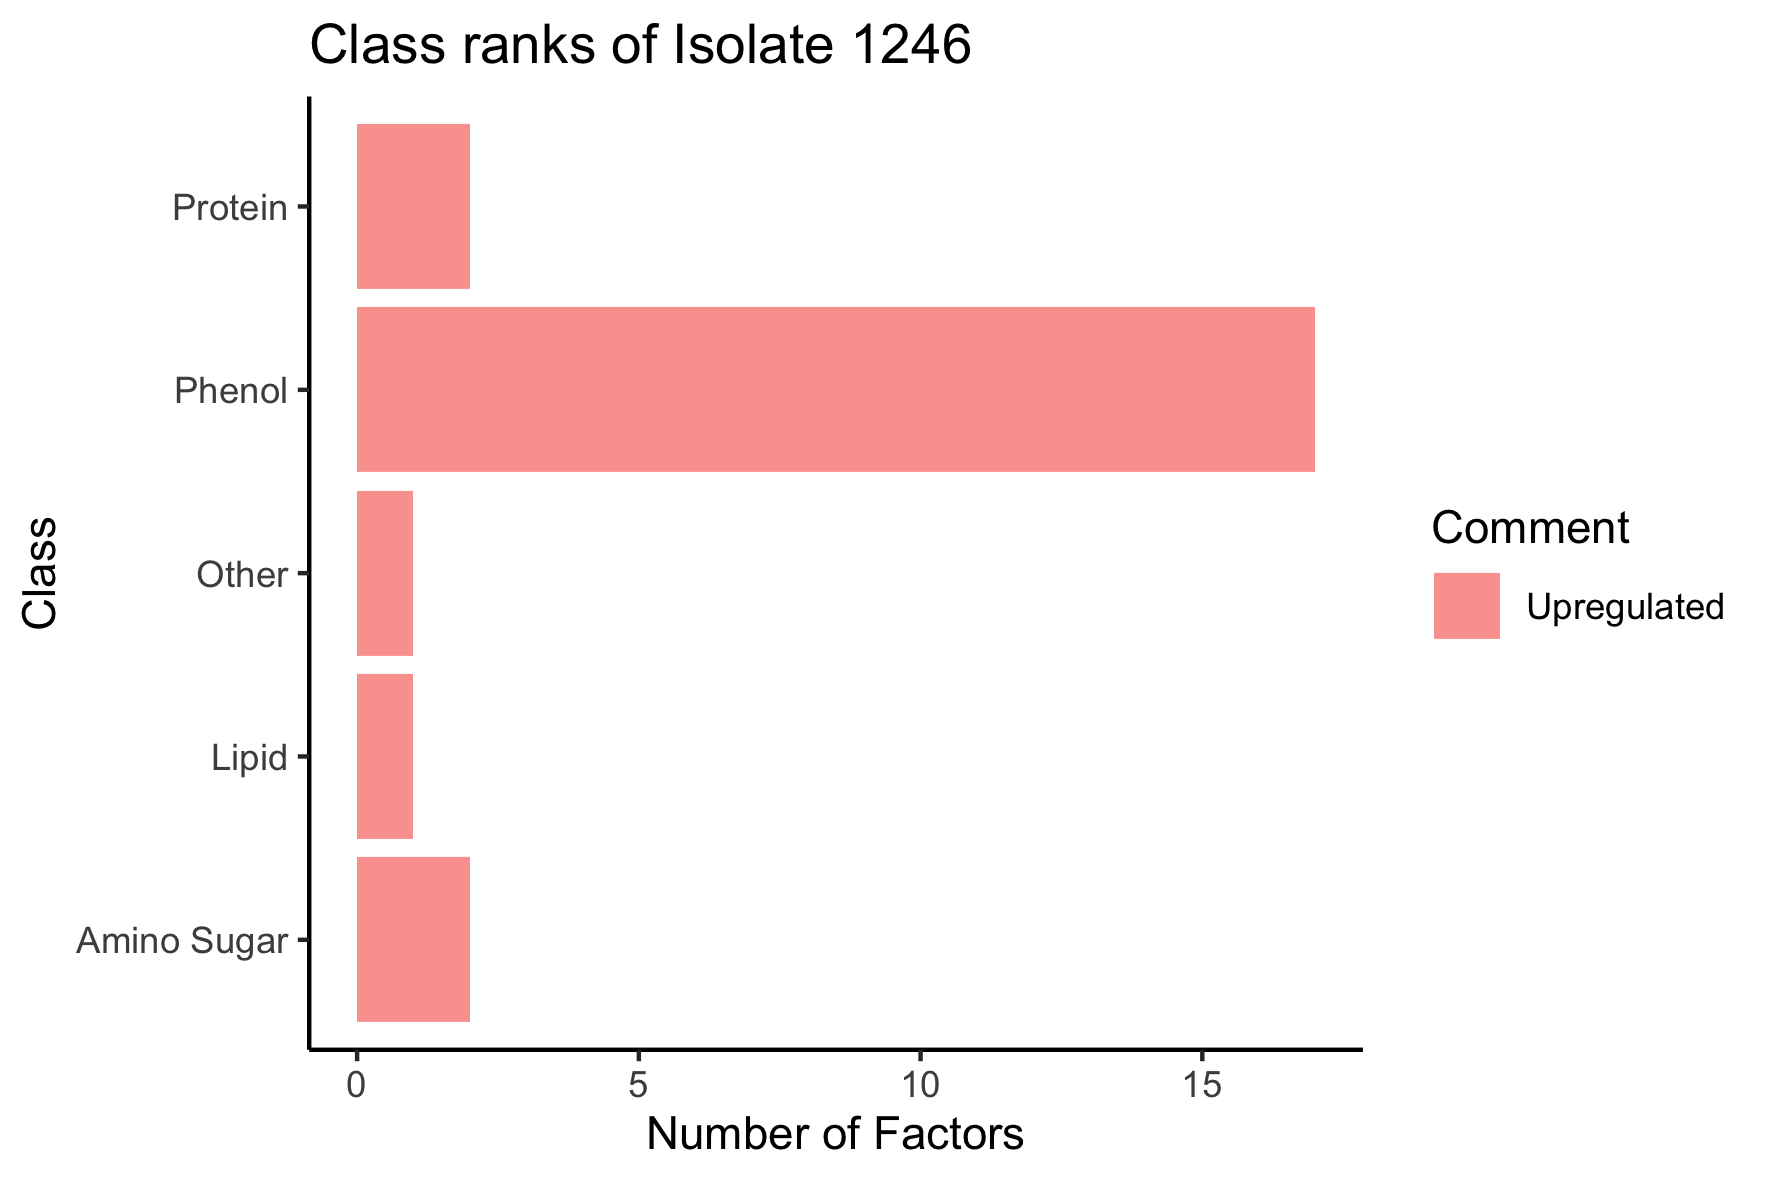 Class ranks of Isolate 1246
Class
Protein
Phenol
Other
Lipid
Amino Sugar
0 5 10 15
Number of Factors
Comment
Upregulated